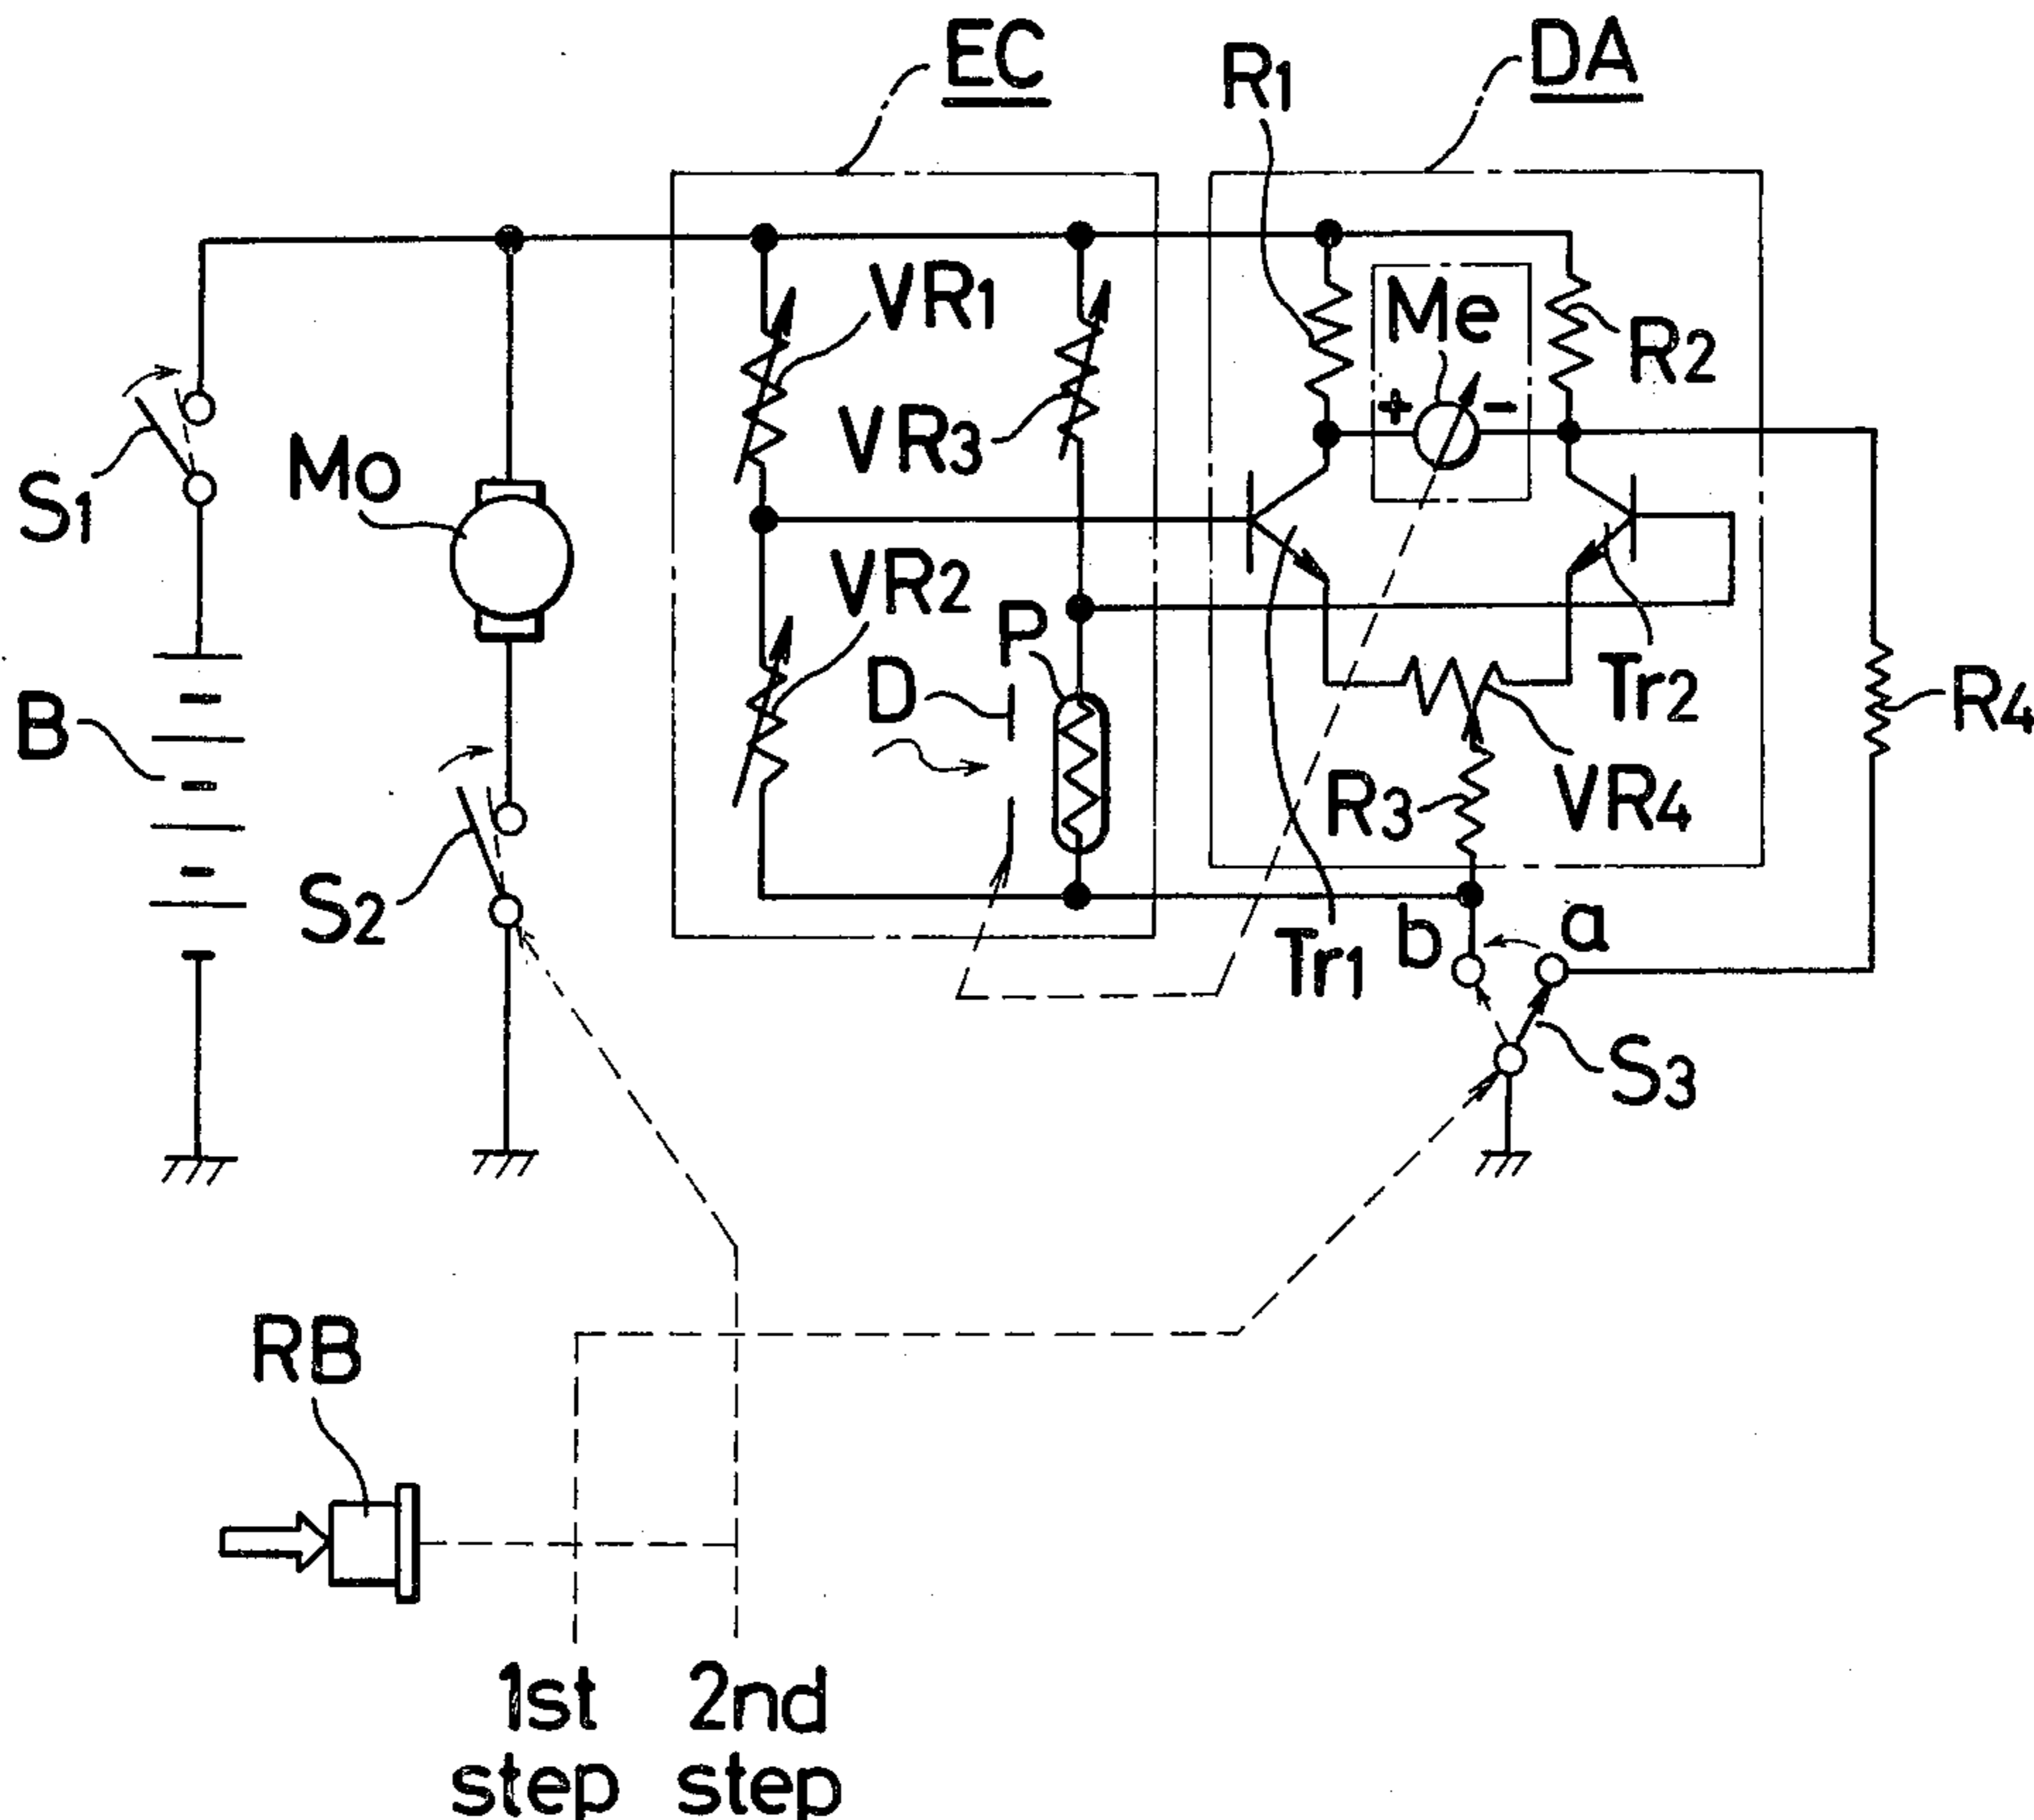 EC
DA
R1
VR1
Me
R2
+
-
VR3
Mo
S1
VR2
P
D
Tr2
R4
B
R3
VR4
S2
b
a
Tr1
S3
RB
1st
step
2nd
step